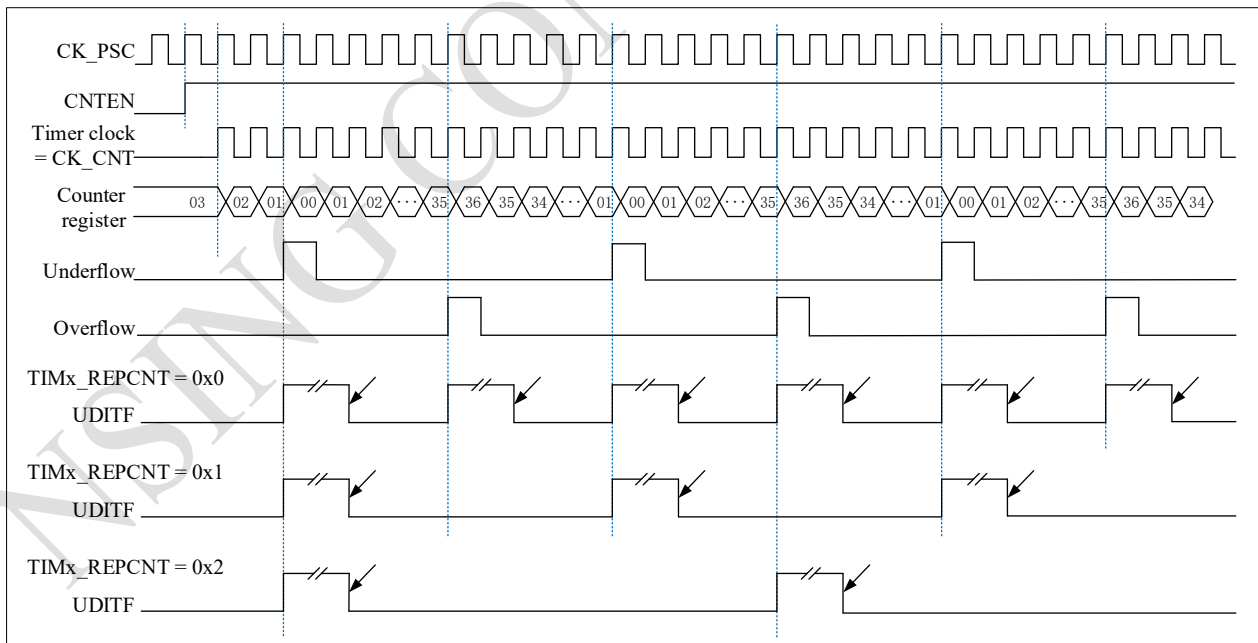 CK_PSC
CNTEN
Timer clock
= CK_CNT
Counter
register
03 02 01 00 01 02 ··· 35 36 35 34 ··· 01 00 01 02 ··· 35 36 35 34 ··· 01 00 01 02 ··· 35 36 35 34
Underflow
Overflow
TIMx_REPCNT = 0x0
UDITF
TIMx_REPCNT = 0x1
UDITF
TIMx_REPCNT = 0x2
UDITF
NSING